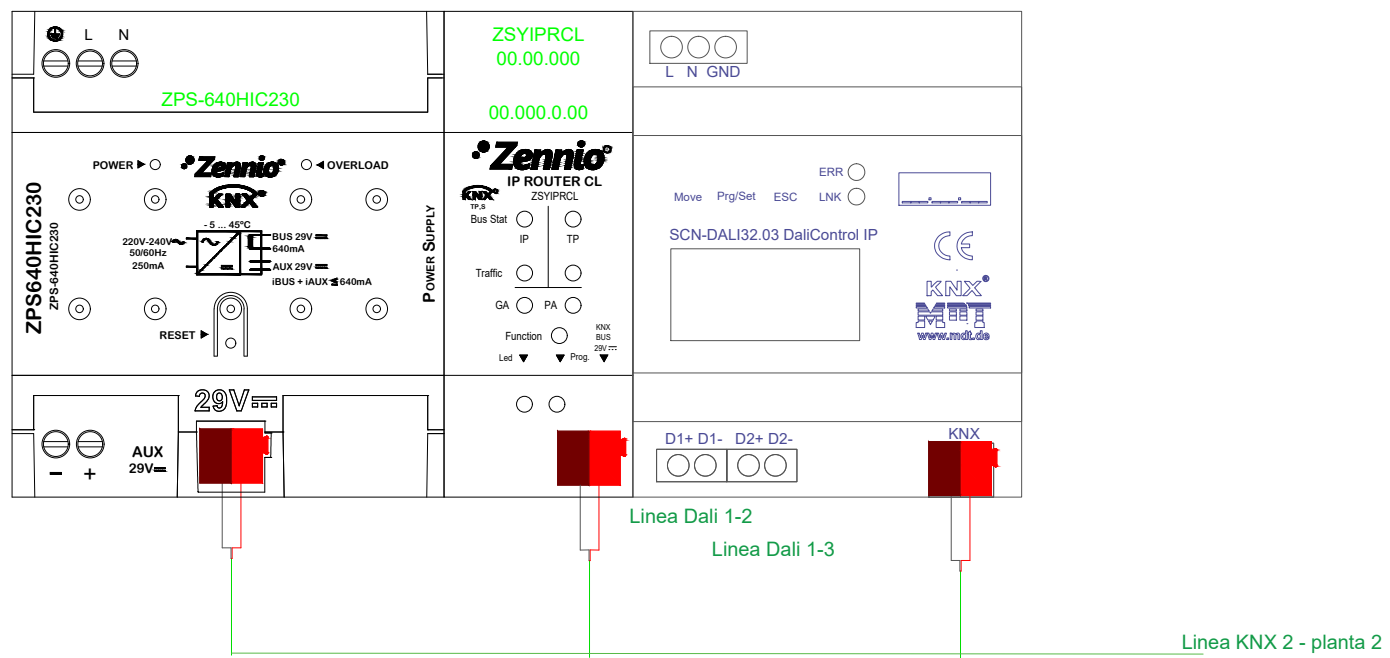 L N
ZPS-640HIC230
POWER
Zennio
OVERLOAD
KNX
ZPS640HIC230
ZPS-640HIC230
- 5 ... 45ºC
220V-240V
50/60Hz
250mA
BUS 29V
640mA
AUX 29V
iBUS + iAUX ≤ 640mA
RESET
POWER SUPPLY
29V
AUX
29V
- +
ZSYIPRCL
00.00.000
00.000.0.00
Zennio
IP ROUTER CL
KNX
TP,S
ZSYIPRCL
Bus Stat
IP TP
Traffic
GA PA
Function
KNX
BUS
29V
Led Prog.
L N GND
ERR
Move Prg/Set ESC LNK
SCN-DALI32.03 DaliControl IP
CE
KNX
MDT
www.mdt.de
D1+ D1- D2+ D2-
KNX
Linea Dali 1-2
Linea Dali 1-3
Linea KNX 2 - planta 2